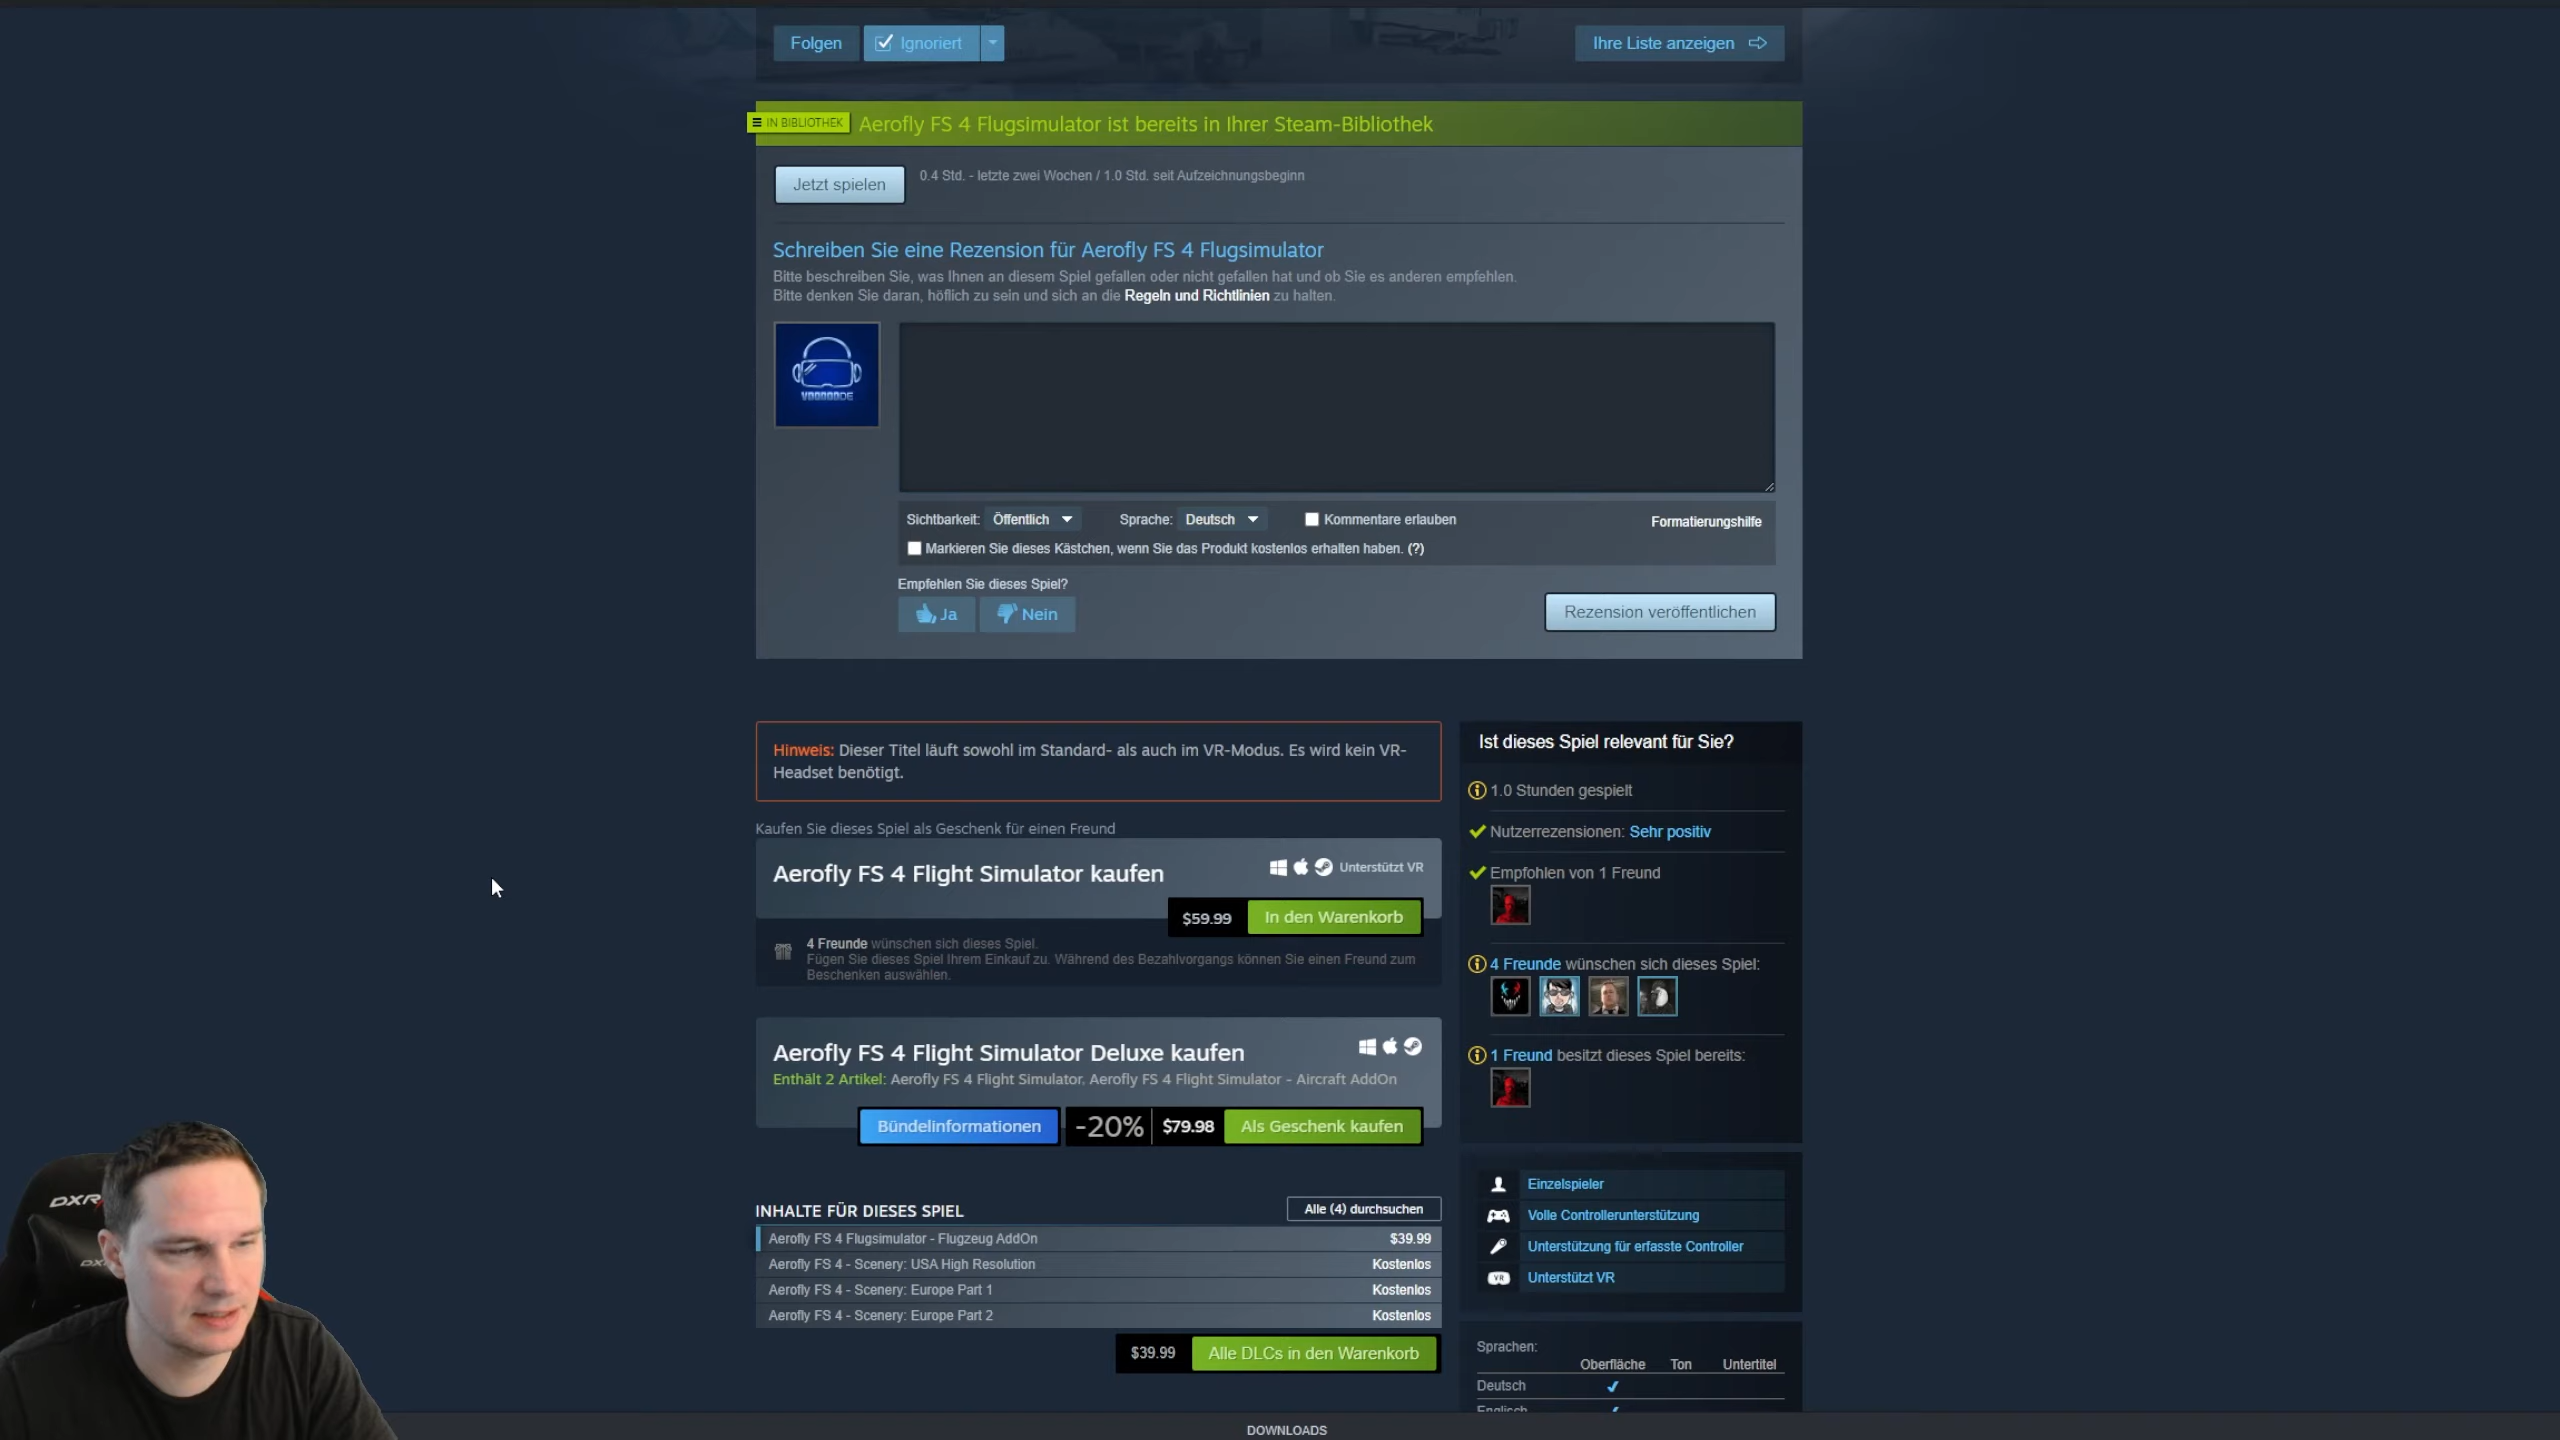 Folgen
Ignoriert
Ihre Liste anzeigen
IN BIBLIOTHEK
Aerofly FS 4 Flugsimulator ist bereits in Ihrer Steam-Bibliothek
Jetzt spielen
0.4 Std. - letzte zwei Wochen / 1.0 Std. seit Aufzeichnungsbeginn
Schreiben Sie eine Rezension für Aerofly FS 4 Flugsimulator
Bitte beschreiben Sie, was Ihnen an diesem Spiel gefallen oder nicht gefallen hat und ob Sie es anderen empfehlen.
Bitte denken Sie daran, höflich zu sein und sich an die Regeln und Richtlinien zu halten.
VOODOODE
Sichtbarkeit: Öffentlich
Sprache: Deutsch
Kommentare erlauben
Formatierungshilfe
Markieren Sie dieses Kästchen, wenn Sie das Produkt kostenlos erhalten haben. (?)
Empfehlen Sie dieses Spiel?
Ja
Nein
Rezension veröffentlichen
Hinweis: Dieser Titel läuft sowohl im Standard- als auch im VR-Modus. Es wird kein VR-
Headset benötigt.
Kaufen Sie dieses Spiel als Geschenk für einen Freund
Aerofly FS 4 Flight Simulator kaufen
Unterstützt VR
$59.99
In den Warenkorb
4 Freunde wünschen sich dieses Spiel.
Fügen Sie dieses Spiel Ihrem Einkauf zu. Während des Bezahlvorgangs können Sie einen Freund zum
Beschenken auswählen.
Aerofly FS 4 Flight Simulator Deluxe kaufen
Enthält 2 Artikel: Aerofly FS 4 Flight Simulator, Aerofly FS 4 Flight Simulator - Aircraft AddOn
Bündelinformationen
-20%
$79.98
Als Geschenk kaufen
INHALTE FÜR DIESES SPIEL
Alle (4) durchsuchen
Aerofly FS 4 Flugsimulator - Flugzeug AddOn
$39.99
Aerofly FS 4 - Scenery: USA High Resolution
Kostenlos
Aerofly FS 4 - Scenery: Europe Part 1
Kostenlos
Aerofly FS 4 - Scenery: Europe Part 2
Kostenlos
$39.99
Alle DLCs in den Warenkorb
Ist dieses Spiel relevant für Sie?
1.0 Stunden gespielt
Nutzerrezensionen: Sehr positiv
Empfohlen von 1 Freund
4 Freunde wünschen sich dieses Spiel:
1 Freund besitzt dieses Spiel bereits:
Einzelspieler
Volle Controllerunterstützung
Unterstützung für erfasste Controller
VR
Unterstützt VR
Sprachen:
Oberfläche Ton Untertitel
Deutsch
Englisch
DXR
DOWNLOADS